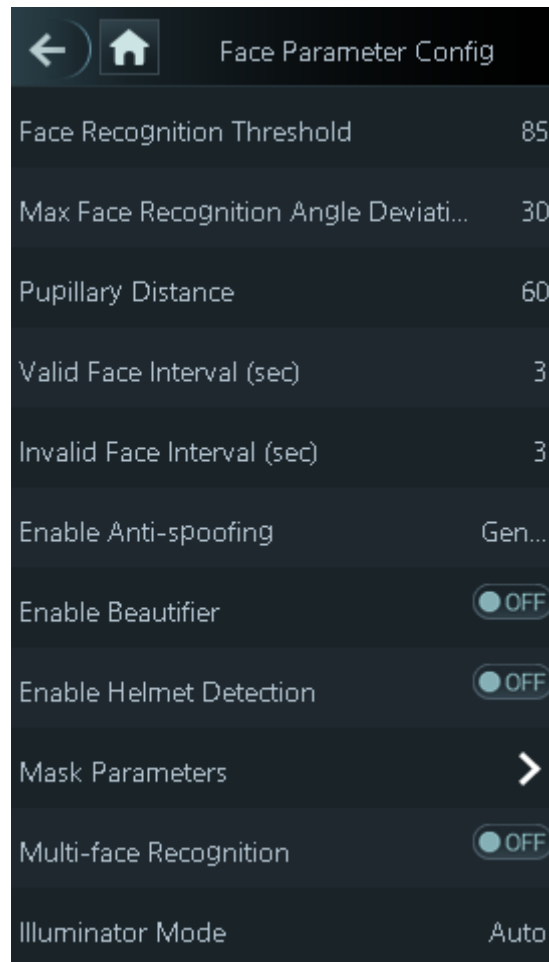 Face Parameter Config
Face Recognition Threshold 85
Max Face Recognition Angle Deviati... 30
Pupillary Distance 60
Valid Face Interval (sec) 3
Invalid Face Interval (sec) 3
Enable Anti-spoofing Gen...
Enable Beautifier OFF
Enable Helmet Detection OFF
Mask Parameters
Multi-face Recognition OFF
Illuminator Mode Auto